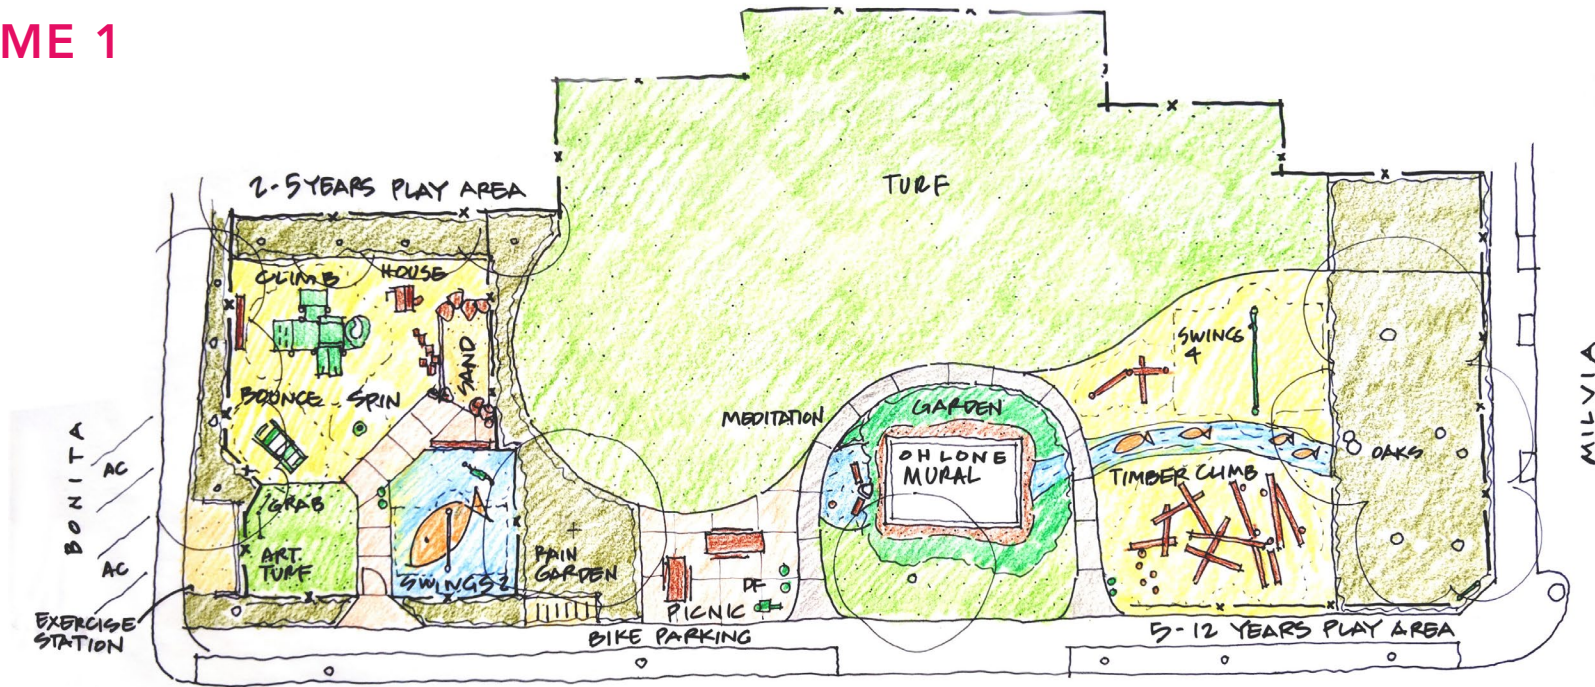 ME 1
2-5 YEARS PLAY AREA
TURF
CLIMB
HOUSE
SAND
BOUNCE
SPIN
SWINGS
4
MEDITATION
GARDEN
OHLONE
MURAL
TIMBER CLIMB
OAKS
MILVIA
BONITA
AC
AC
GRAB
ART.
TURF
SWINGS 2
RAIN
GARDEN
DF
PICNIC
EXERCISE
STATION
BIKE PARKING
5-12 YEARS PLAY AREA